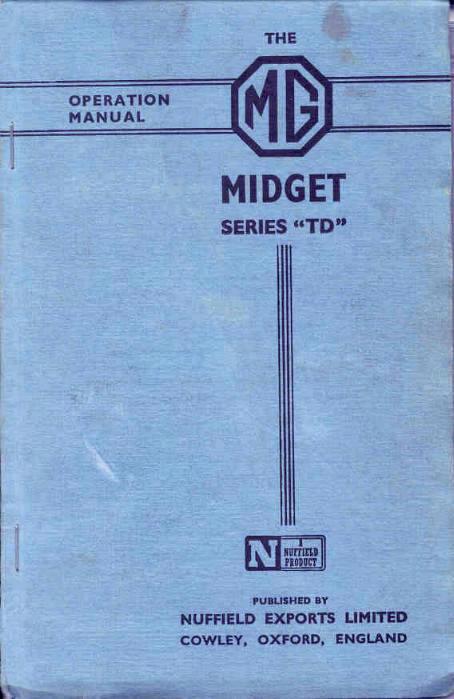 THE
MG
OPERATION
MANUAL
MIDGET
SERIES “TD”
N
A
NUFFIELD
PRODUCT
PUBLISHED BY
NUFFIELD EXPORTS LIMITED
COWLEY, OXFORD, ENGLAND